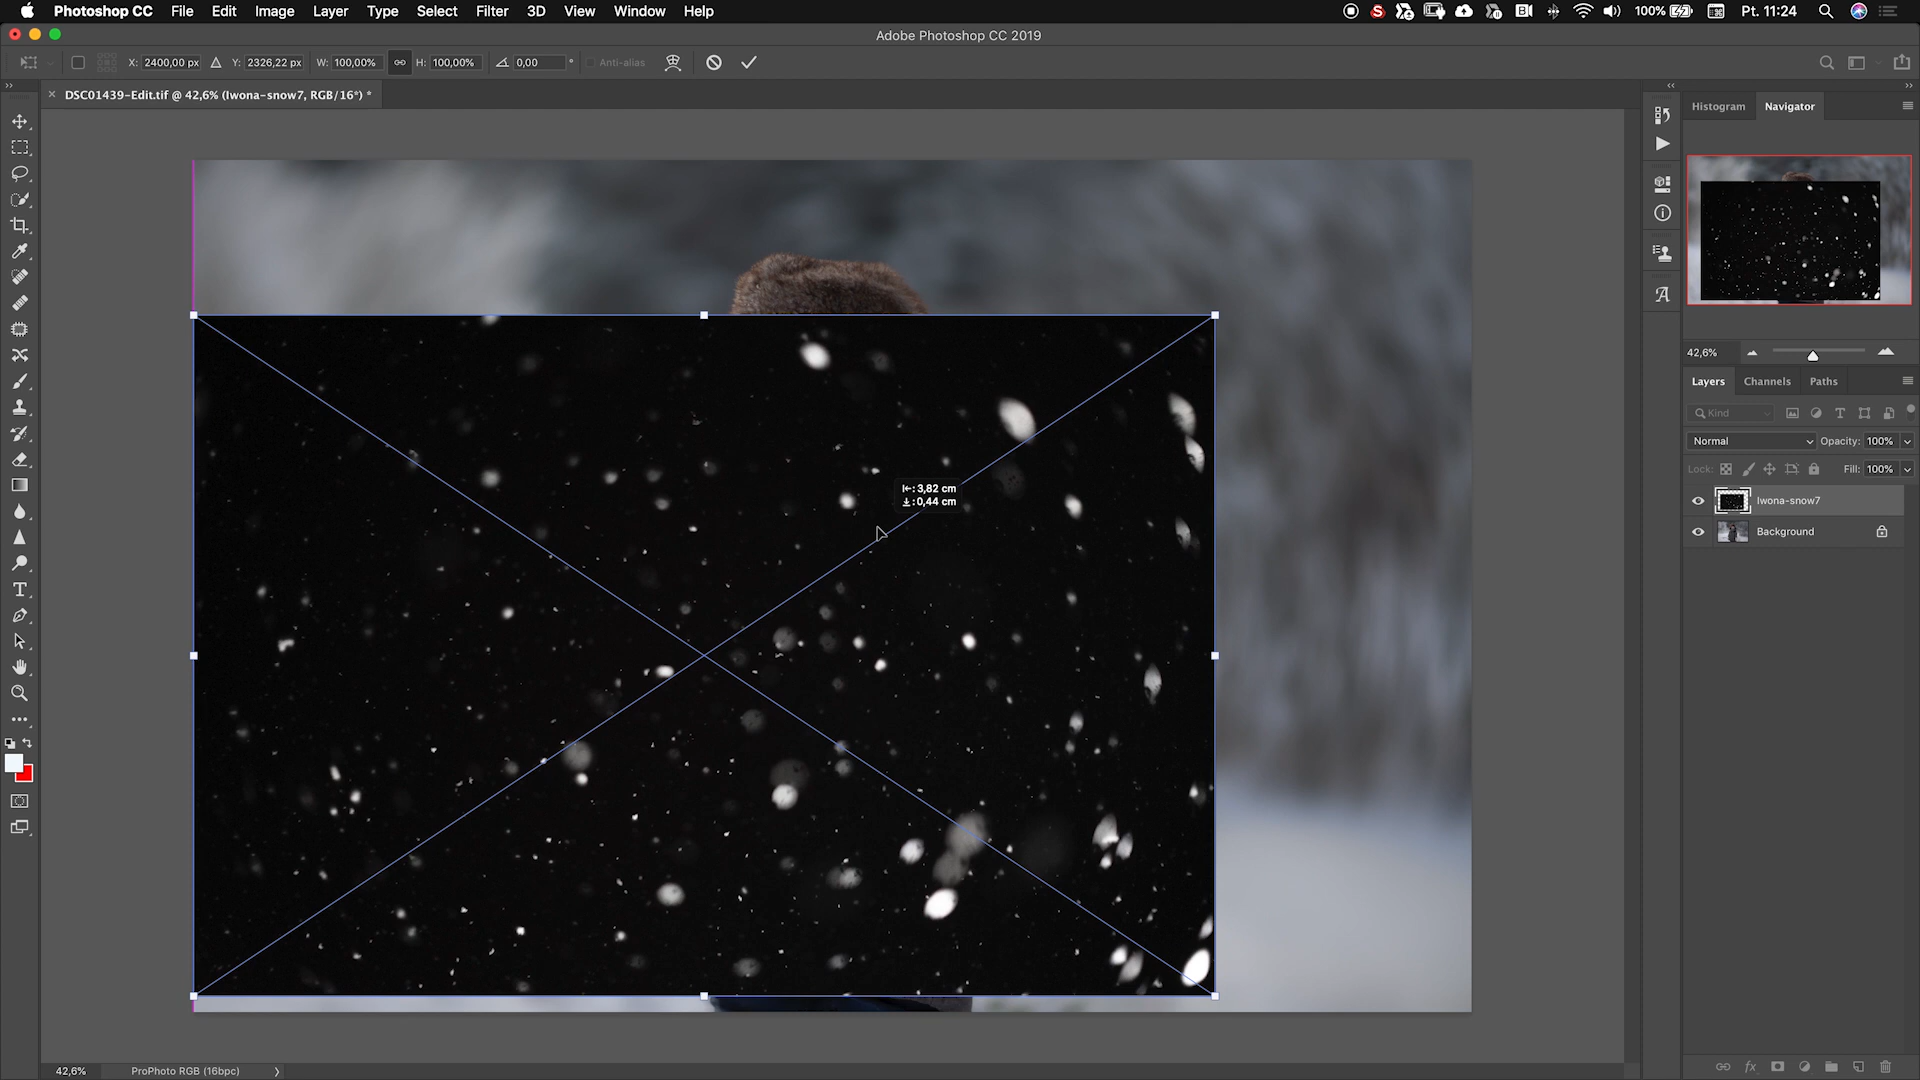 Photoshop CC File Edit Image Layer Type Select Filter 3D View Window Help 100% Pt. 11:24
Adobe Photoshop CC 2019
X: 2400,00 px Y: 2326,22 px W: 100,00% H: 100,00% 0,00 ° Anti-alias
DSC01439-Edit.tif @ 42,6% (Iwona-snow7, RGB/16*) *
Histogram Navigator
42,6%
Layers Channels Paths
Kind
Normal Opacity: 100%
Lock: Fill: 100%
Iwona-snow7
Background
3,82 cm
0,44 cm
42,6% ProPhoto RGB (16bpc)